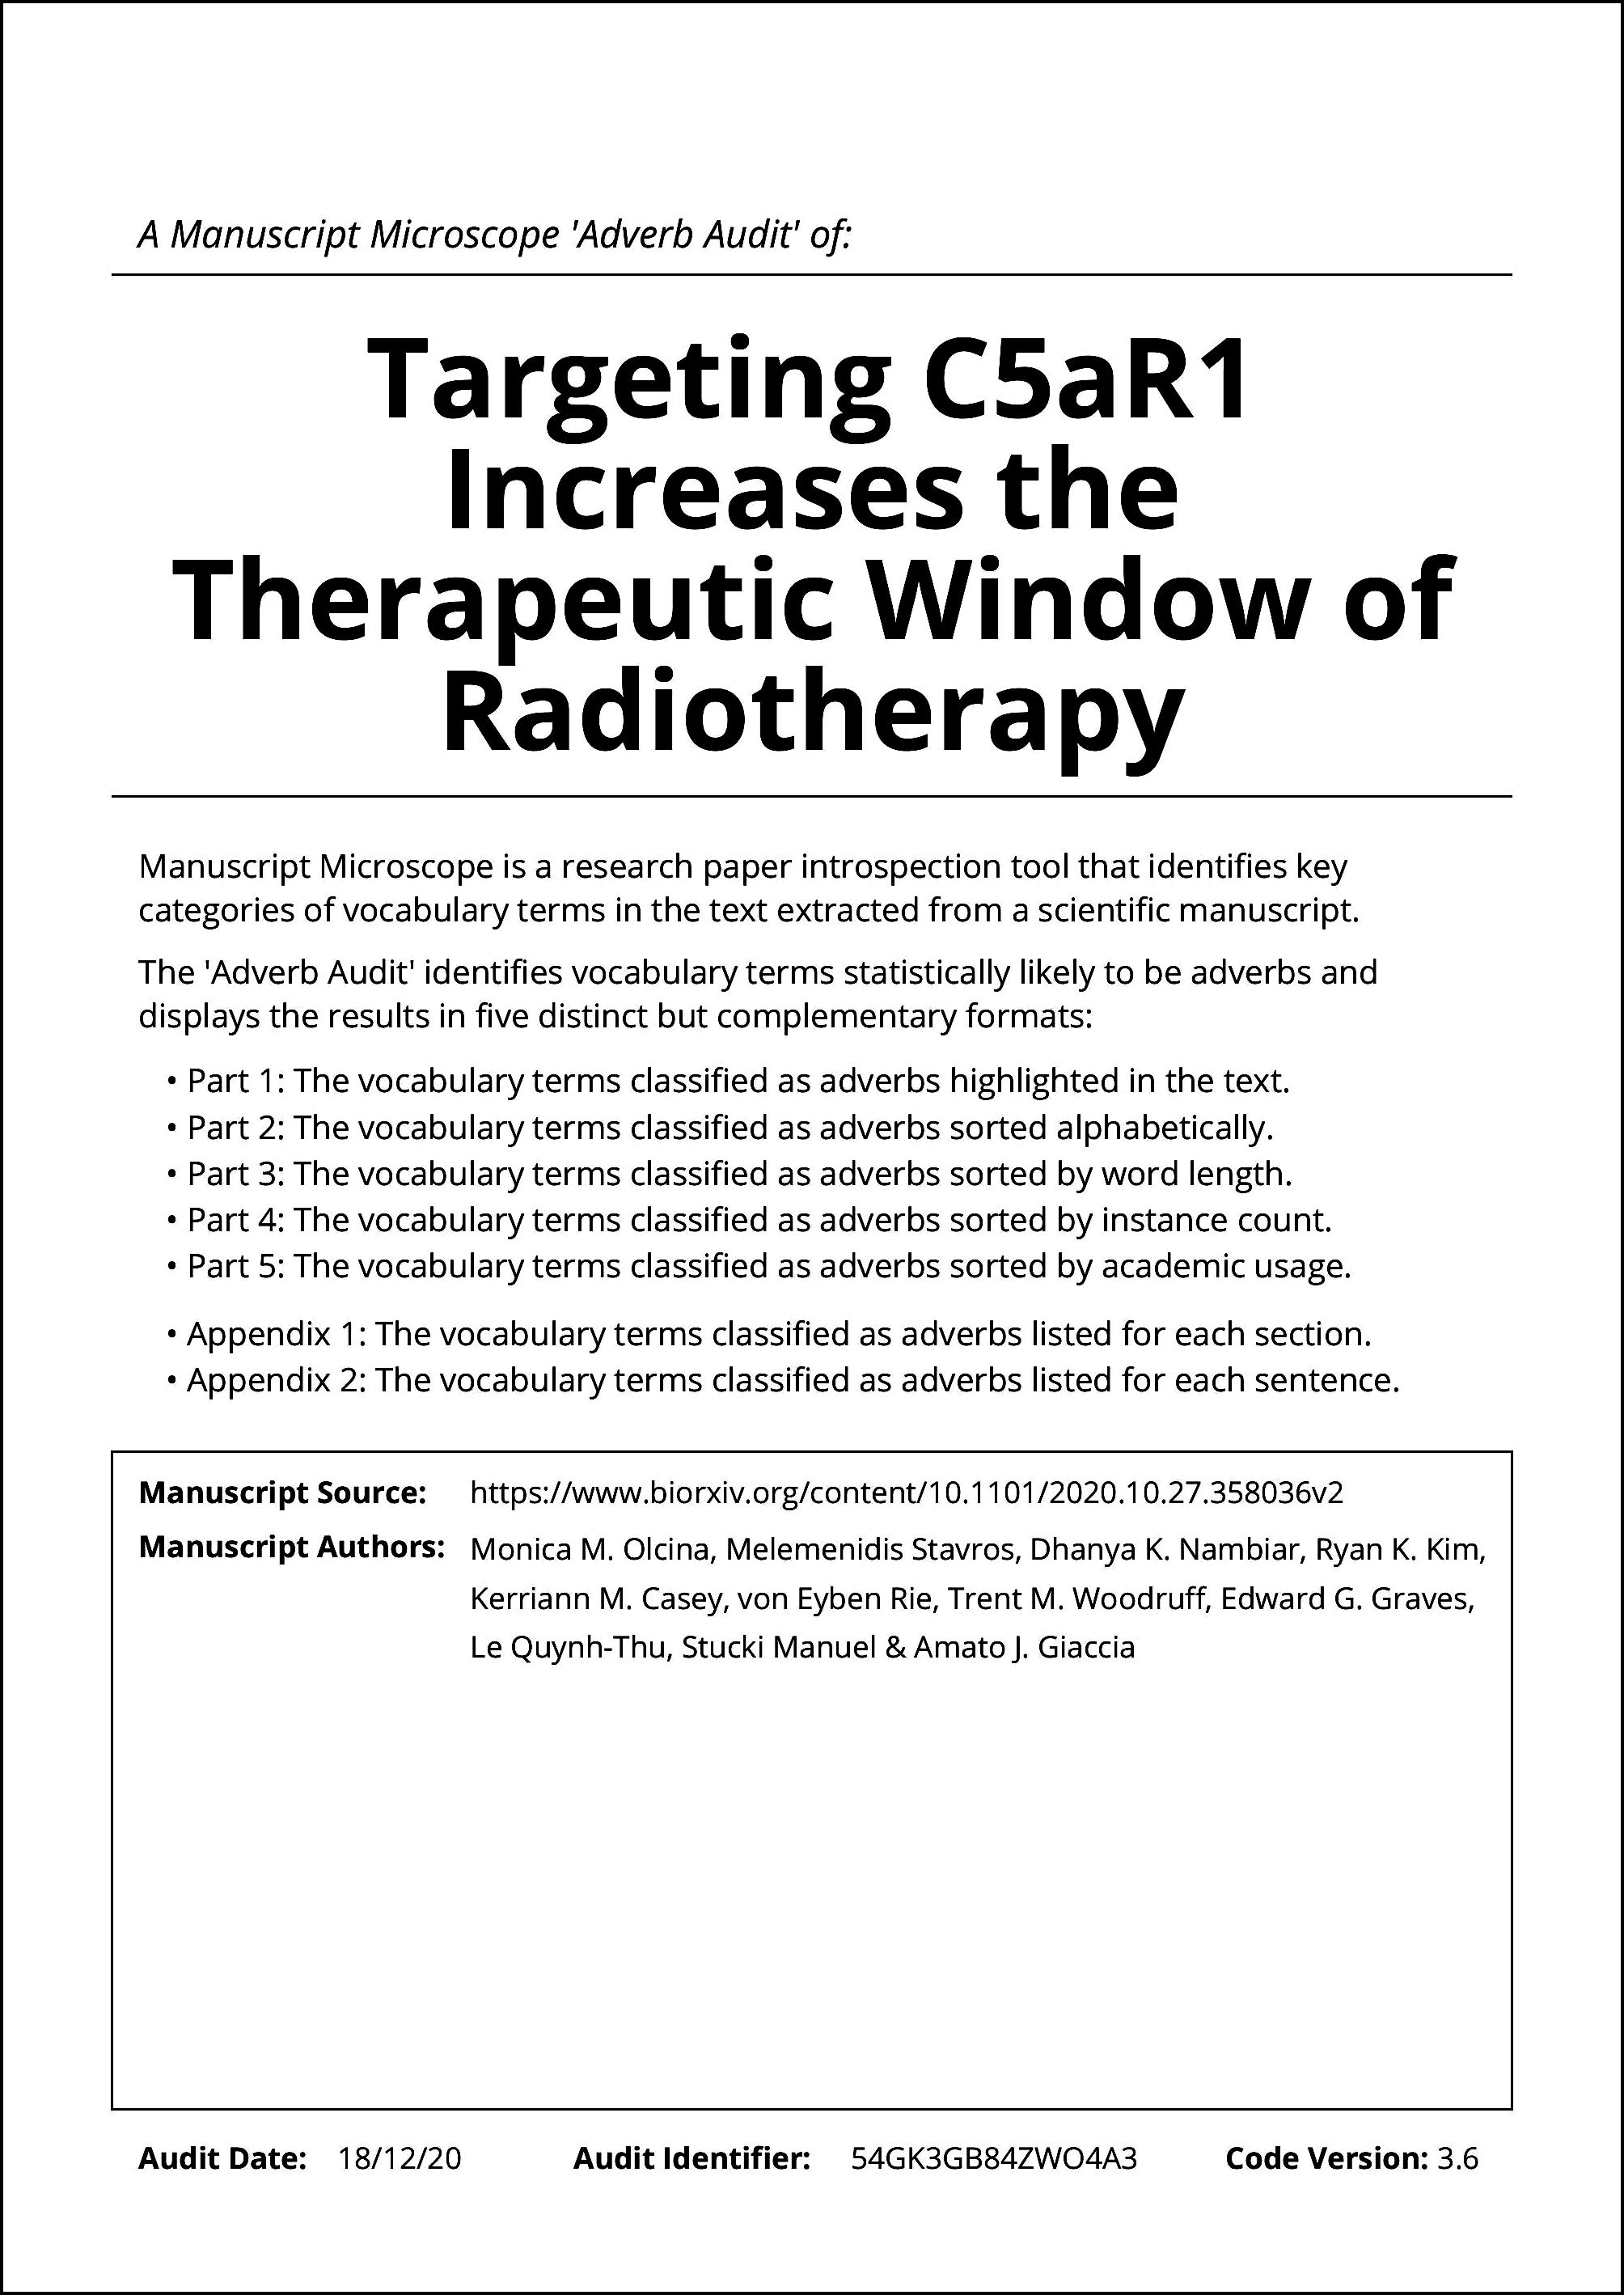 A Manuscript Microscope 'Adverb Audit' of:
Targeting C5aR1
Increases the
Therapeutic Window of
Radiotherapy
Manuscript Microscope is a research paper introspection tool that identifies key
categories of vocabulary terms in the text extracted from a scientific manuscript.
The 'Adverb Audit' identifies vocabulary terms statistically likely to be adverbs and
displays the results in five distinct but complementary formats:
• Part 1: The vocabulary terms classified as adverbs highlighted in the text.
• Part 2: The vocabulary terms classified as adverbs sorted alphabetically.
• Part 3: The vocabulary terms classified as adverbs sorted by word length.
• Part 4: The vocabulary terms classified as adverbs sorted by instance count.
• Part 5: The vocabulary terms classified as adverbs sorted by academic usage.
• Appendix 1: The vocabulary terms classified as adverbs listed for each section.
• Appendix 2: The vocabulary terms classified as adverbs listed for each sentence.
Manuscript Source: https://www.biorxiv.org/content/10.1101/2020.10.27.358036v2
Manuscript Authors: Monica M. Olcina, Melemenidis Stavros, Dhanya K. Nambiar, Ryan K. Kim,
Kerriann M. Casey, von Eyben Rie, Trent M. Woodruff, Edward G. Graves,
Le Quynh-Thu, Stucki Manuel & Amato J. Giaccia
Audit Date: 18/12/20 Audit Identifier: 54GK3GB84ZWO4A3 Code Version: 3.6